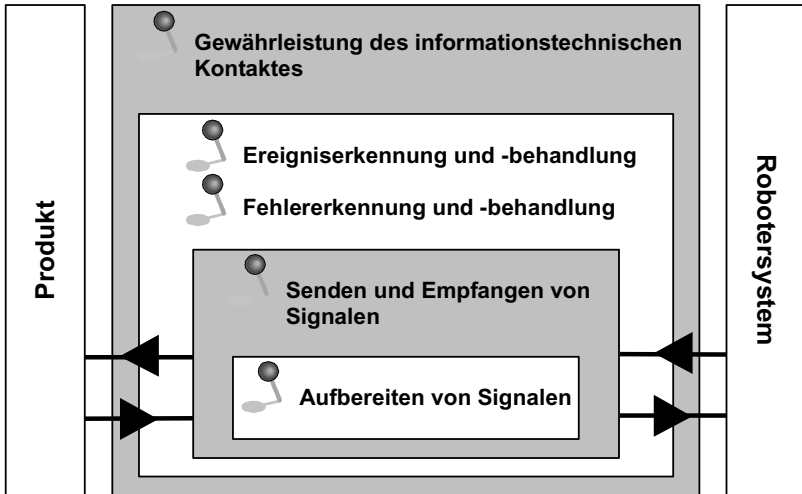 Gewährleistung des informationstechnischen
Kontaktes
Ereigniserkennung und -behandlung
Fehlererkennung und -behandlung
Senden und Empfangen von
Signalen
Aufbereiten von Signalen
Produkt
Robotersystem